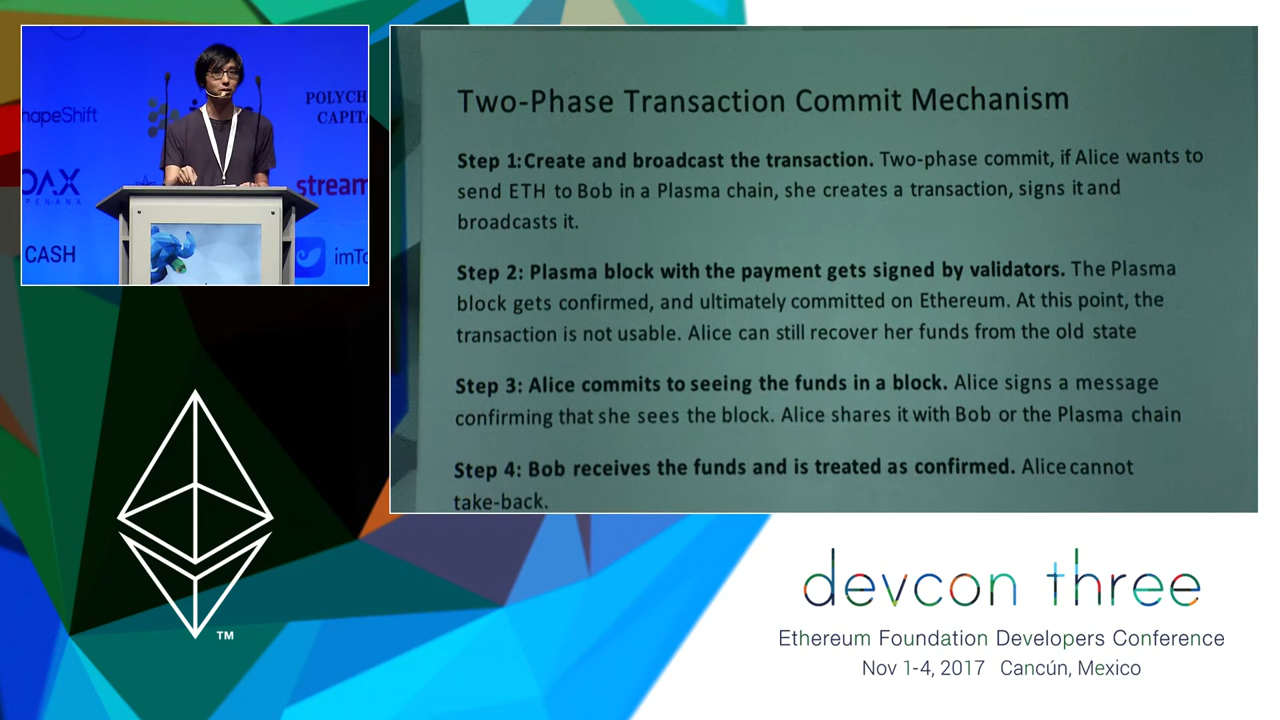 hapeShift
POLYCH
CAPITA
OAX
OPENANX
stream
CASH
imTo
Two-Phase Transaction Commit Mechanism
Step 1:Create and broadcast the transaction. Two-phase commit, if Alice wants to
send ETH to Bob in a Plasma chain, she creates a transaction, signs it and
broadcasts it.
Step 2: Plasma block with the payment gets signed by validators. The Plasma
block gets confirmed, and ultimately committed on Ethereum. At this point, the
transaction is not usable. Alice can still recover her funds from the old state
Step 3: Alice commits to seeing the funds in a block. Alice signs a message
confirming that she sees the block. Alice shares it with Bob or the Plasma chain
Step 4: Bob receives the funds and is treated as confirmed. Alice cannot
take-back.
TM
devcon three
Ethereum Foundation Developers Conference
Nov 1-4, 2017 Cancún, Mexico